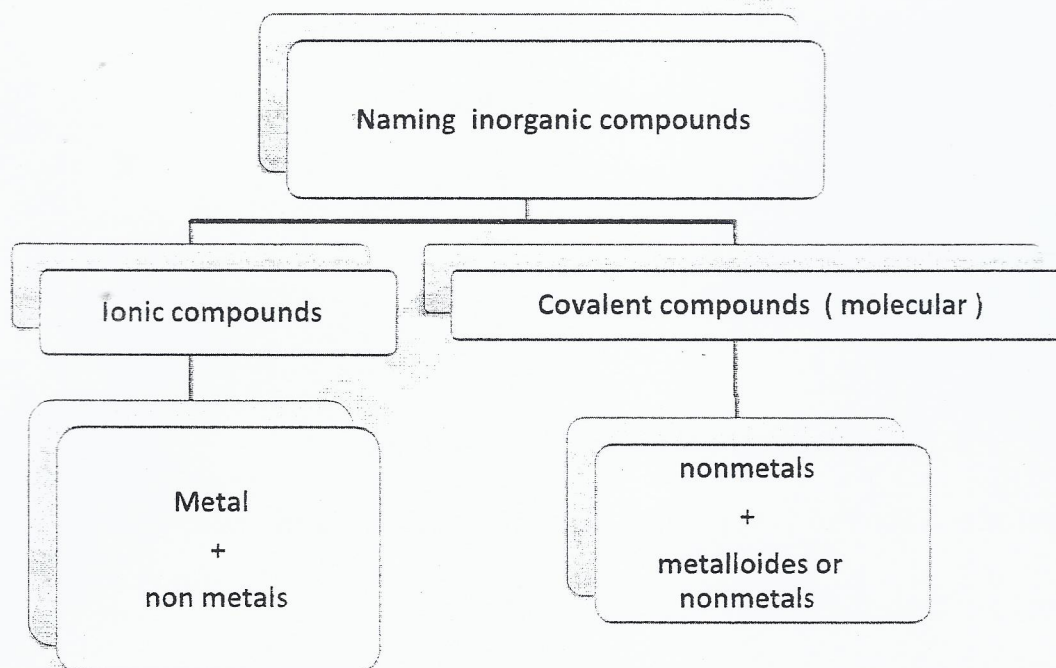 Naming inorganic compounds
Ionic compounds
Covalent compounds ( molecular )
Metal
+
non metals
nonmetals
+
metalloides or
nonmetals